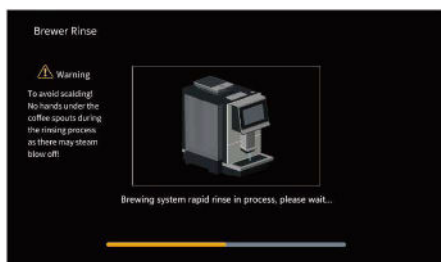 Brewer Rinse
Warning
To avoid scalding!
No hands under the
coffee spouts during
the rinsing process
as there may steam
blow off!
Brewing system rapid rinse in process, please wait...